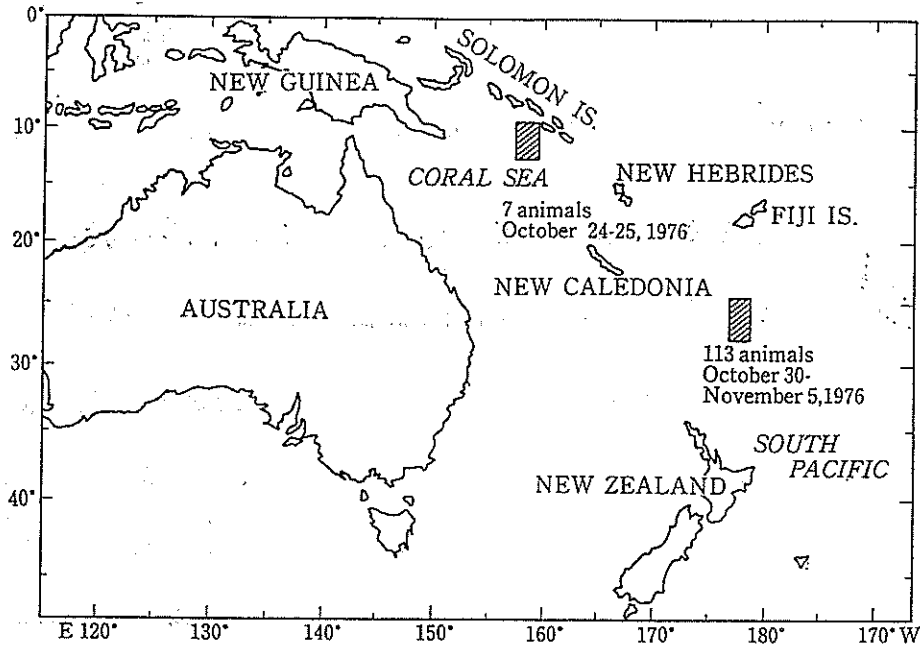 0°
SOLOMON IS.
NEW GUINEA
10°
CORAL SEA
NEW HEBRIDES
7 animals
October 24-25, 1976
FIJI IS.
20°
NEW CALEDONIA
AUSTRALIA
113 animals
October 30-
November 5,1976
30°
SOUTH
PACIFIC
NEW ZEALAND
40°
E 120° 130° 140° 150° 160° 170° 180° 170° W